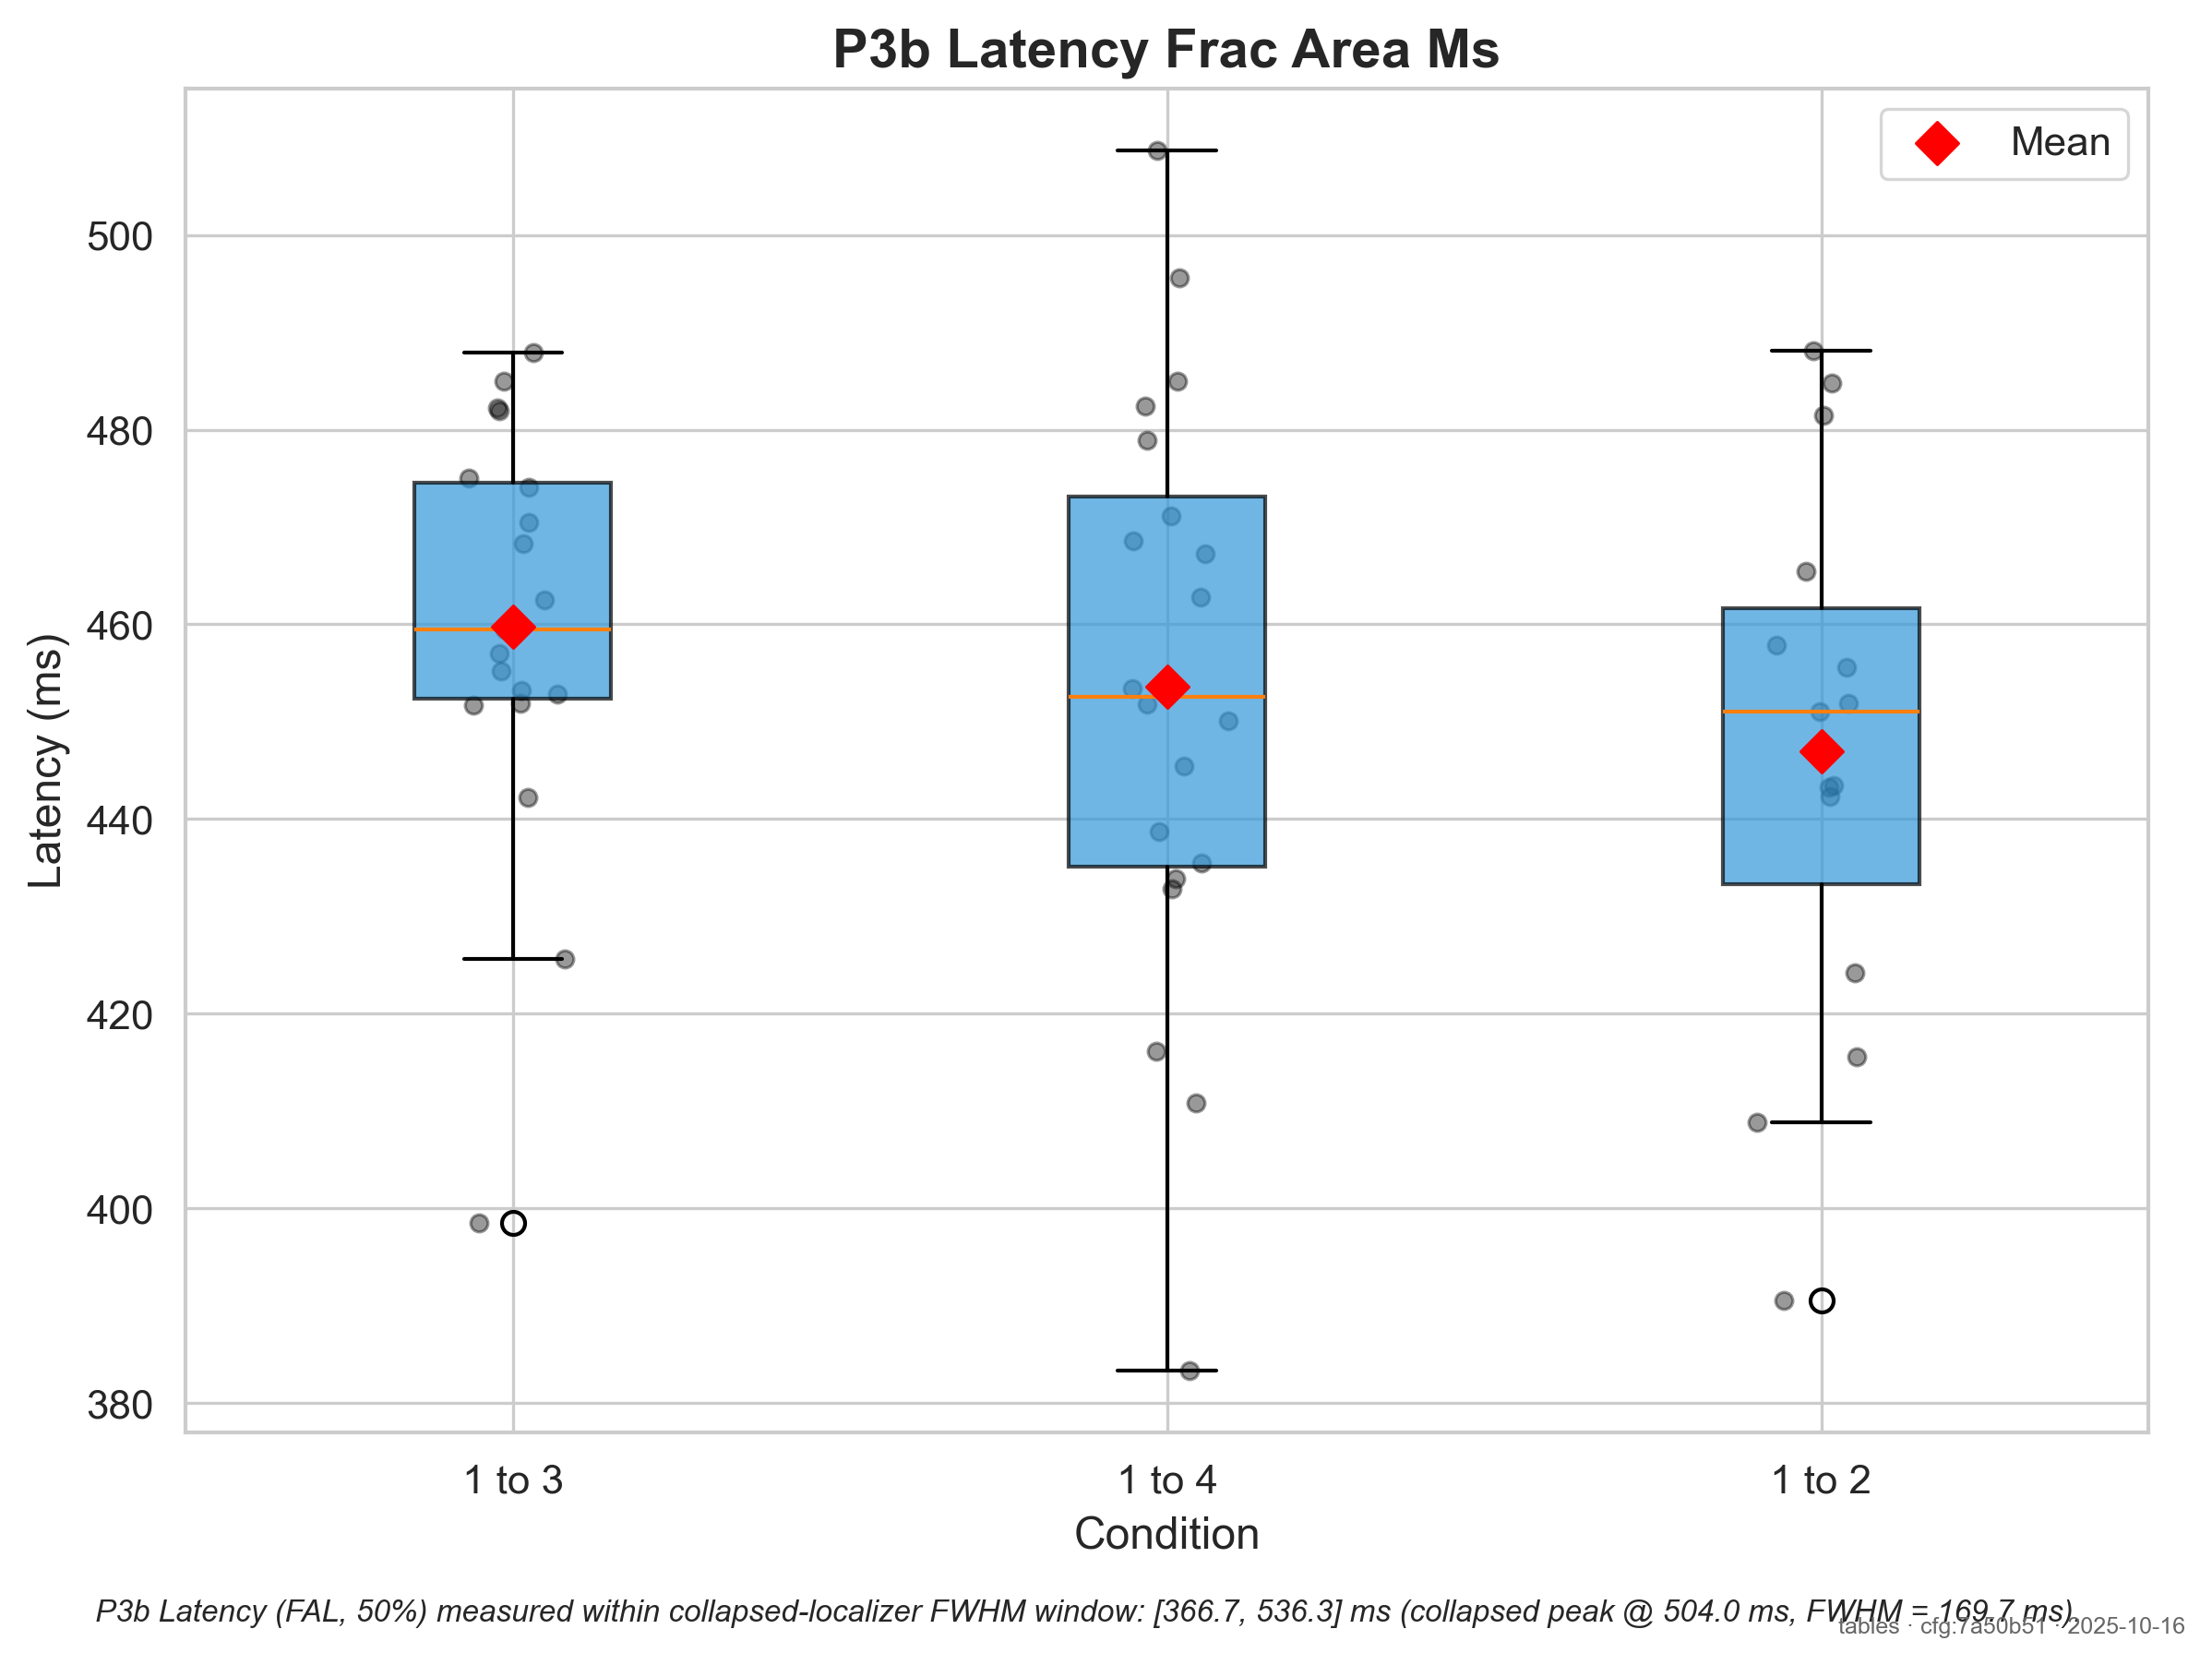 P3b Latency Frac Area Ms
Mean
500
480
460
440
420
400
380
Latency (ms)
1 to 3
1 to 4
1 to 2
Condition
P3b Latency (FAL, 50%) measured within collapsed-localizer FWHM window: [366.7, 536.3] ms (collapsed peak @ 504.0 ms, FWHM = 169.7 ms).
tables · cfg:7a50b51 · 2025-10-16